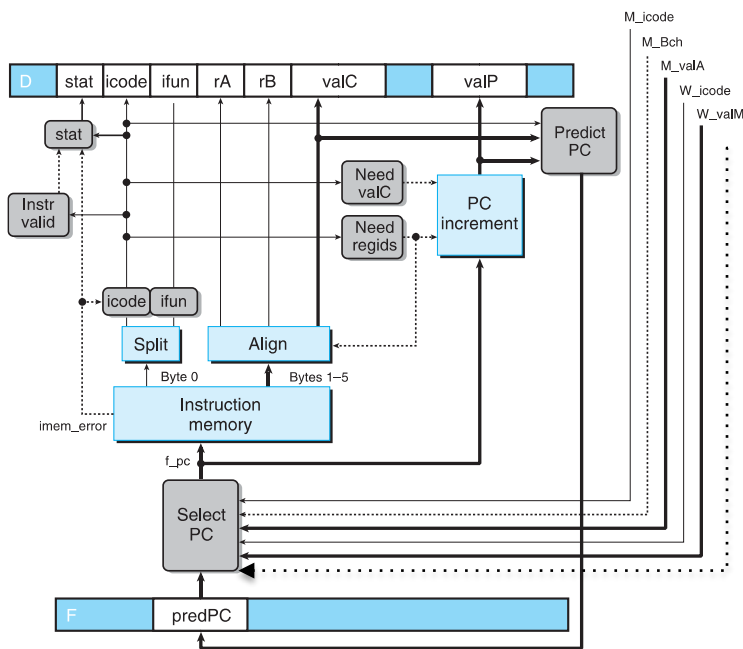 M_icode
M_Bch
M_valA
W_icode
W_valM
D stat icode ifun rA rB valC valP
stat
Predict
PC
Need
valC
Instr
valid
PC
increment
Need
regids
icode ifun
Split
Align
Byte 0
Bytes 1–5
Instruction
memory
imem_error
f_pc
Select
PC
F predPC